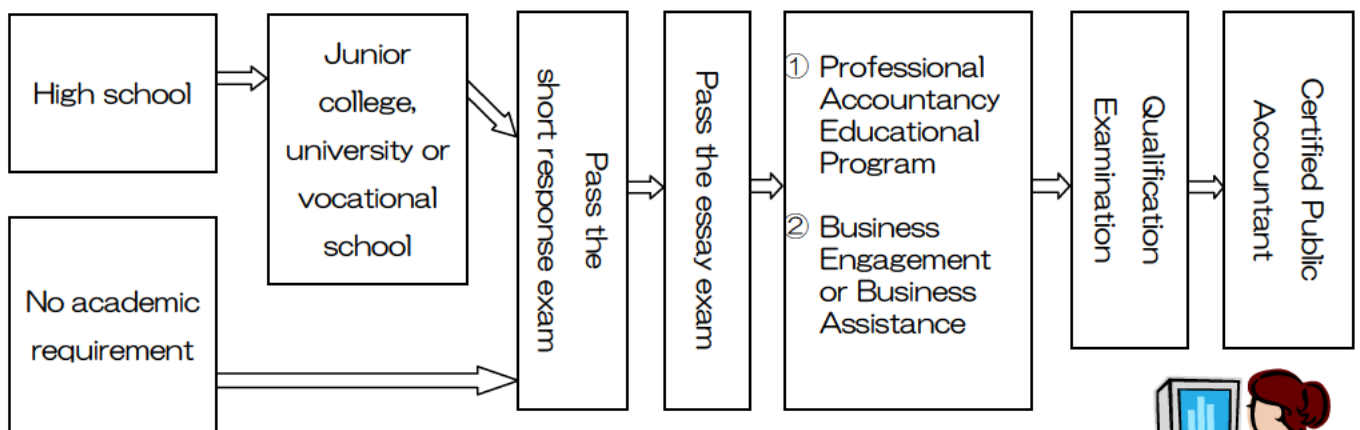 High school
Junior
college,
university or
vocational
school
No academic
requirement
Pass the
short response exam
Pass the essay exam
① Professional
Accountancy
Educational
Program
② Business
Engagement
or Business
Assistance
Qualification
Examination
Certified Public
Accountant